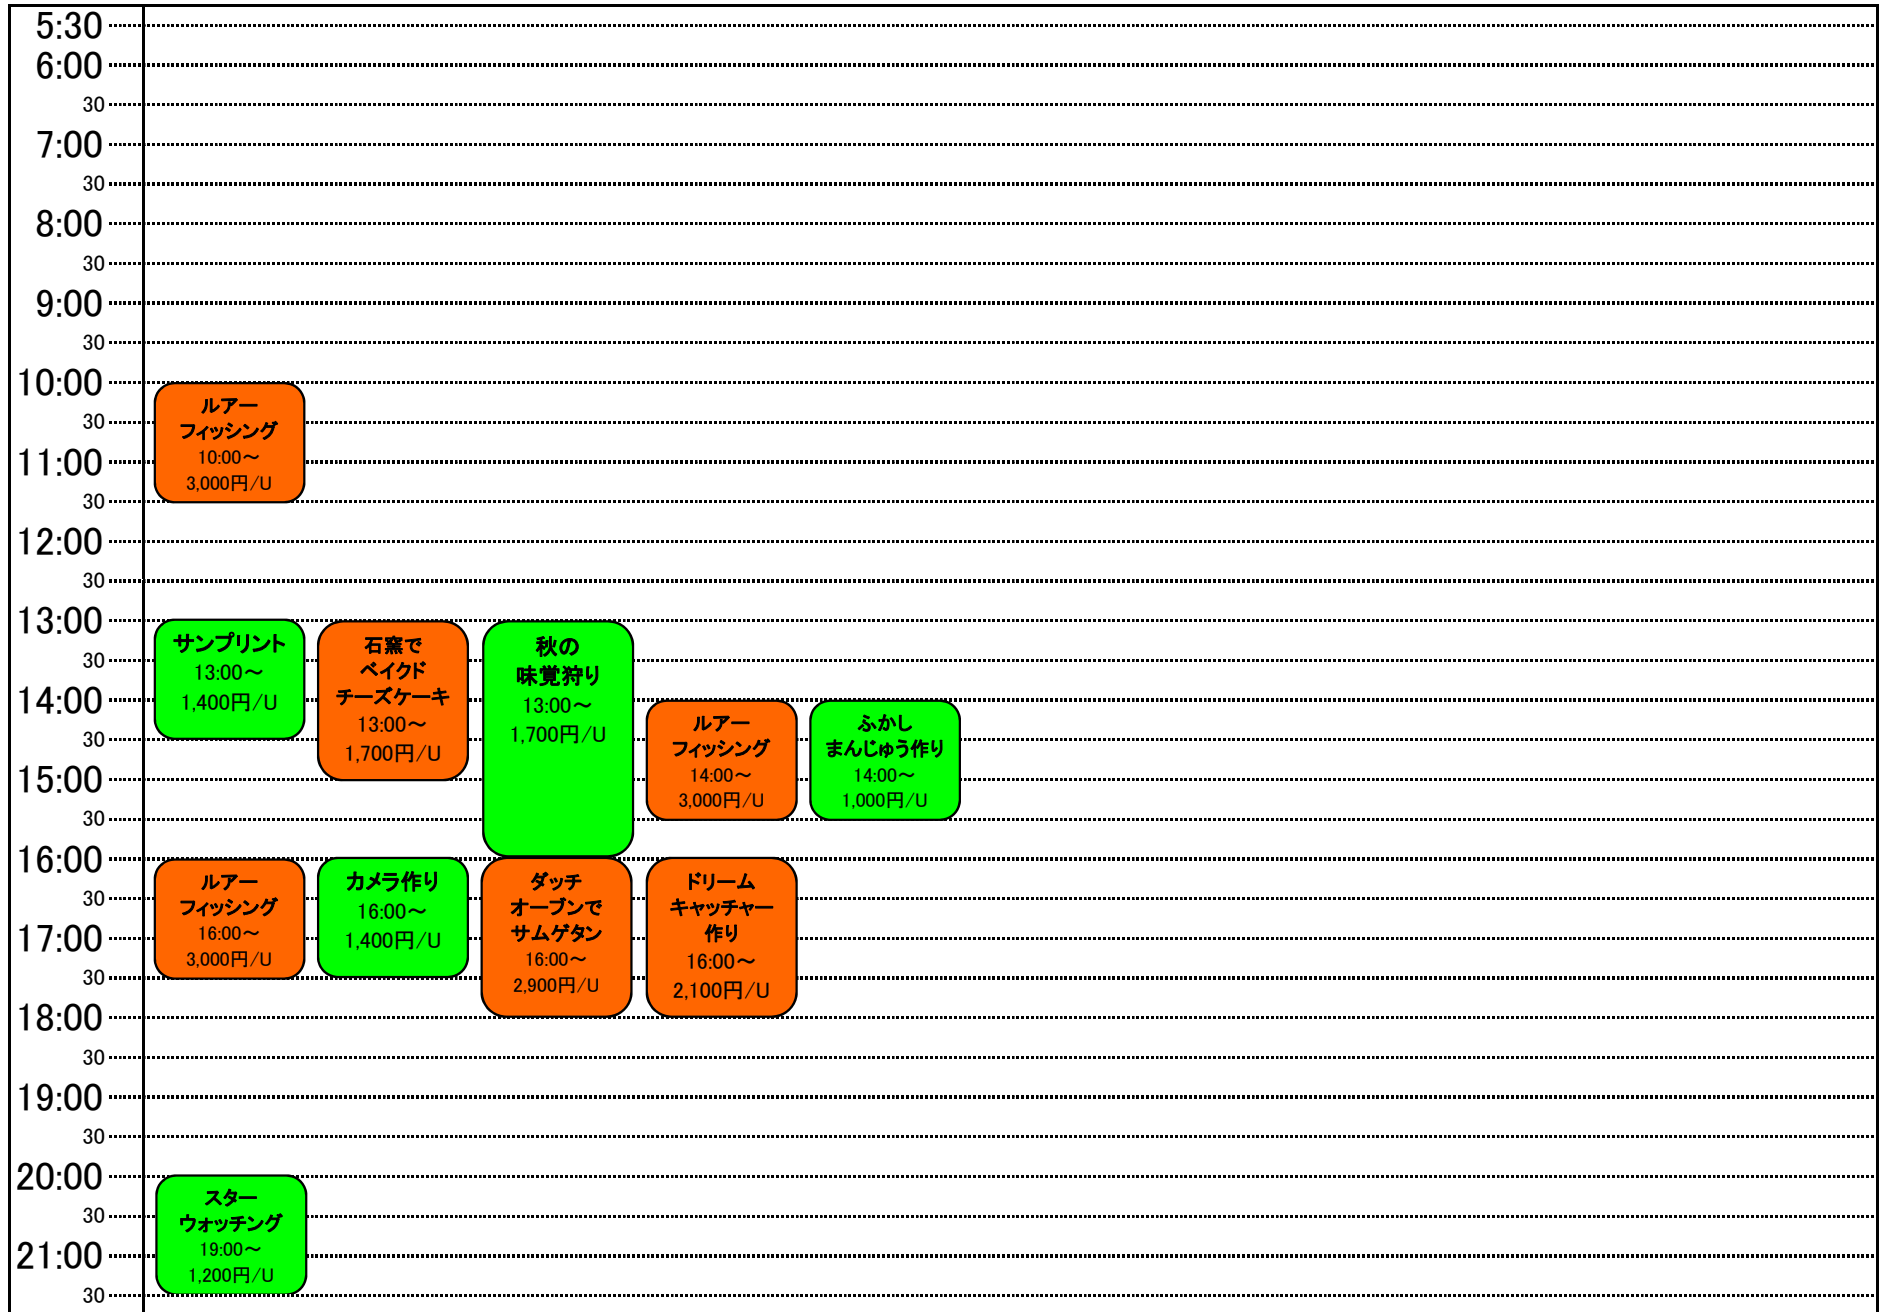 5:30
6:00
30
7:00
30
8:00
30
9:00
30
10:00
30
11:00
30
12:00
30
13:00
30
14:00
30
15:00
30
16:00
30
17:00
30
18:00
30
19:00
30
20:00
30
21:00
30
ルアー
フィッシング
10:00～
3,000円/U
サンプリント
13:00～
1,400円/U
石窯で
ベイクド
チーズケーキ
13:00～
1,700円/U
秋の
味覚狩り
13:00～
1,700円/U
ルアー
フィッシング
14:00～
3,000円/U
ふかし
まんじゅう作り
14:00～
1,000円/U
ルアー
フィッシング
16:00～
3,000円/U
カメラ作り
16:00～
1,400円/U
ダッチ
オーブンで
サムゲタン
16:00～
2,900円/U
ドリーム
キャッチャー
作り
16:00～
2,100円/U
スター
ウォッチング
19:00～
1,200円/U